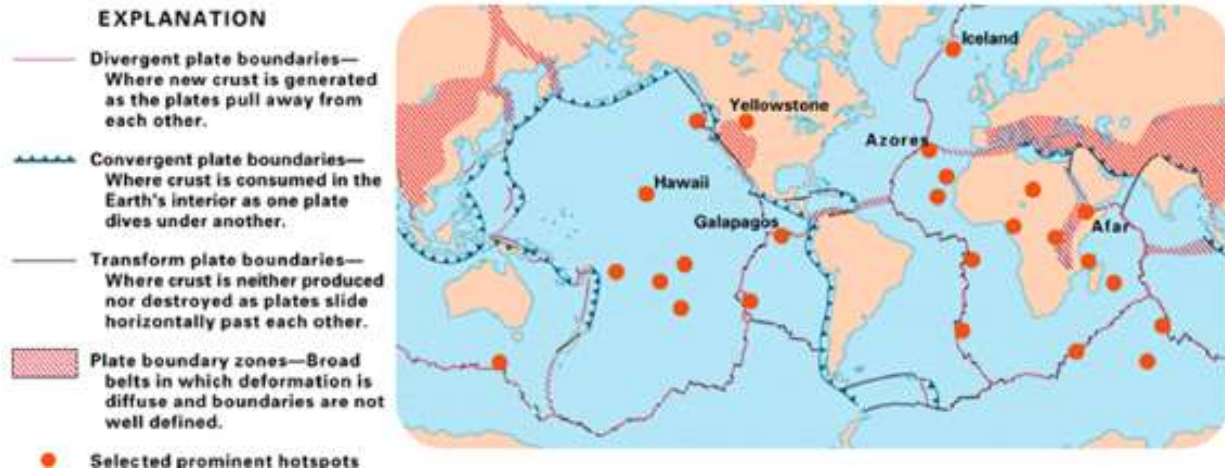 EXPLANATION
Divergent plate boundaries—
Where new crust is generated
as the plates pull away from
each other.
Convergent plate boundaries—
Where crust is consumed in the
Earth's interior as one plate
dives under another.
Transform plate boundaries—
Where crust is neither produced
nor destroyed as plates slide
horizontally past each other.
Plate boundary zones—Broad
belts in which deformation is
diffuse and boundaries are not
well defined.
Selected prominent hotspots
Iceland
Yellowstone
Azores
Hawaii
Galapagos
Afar